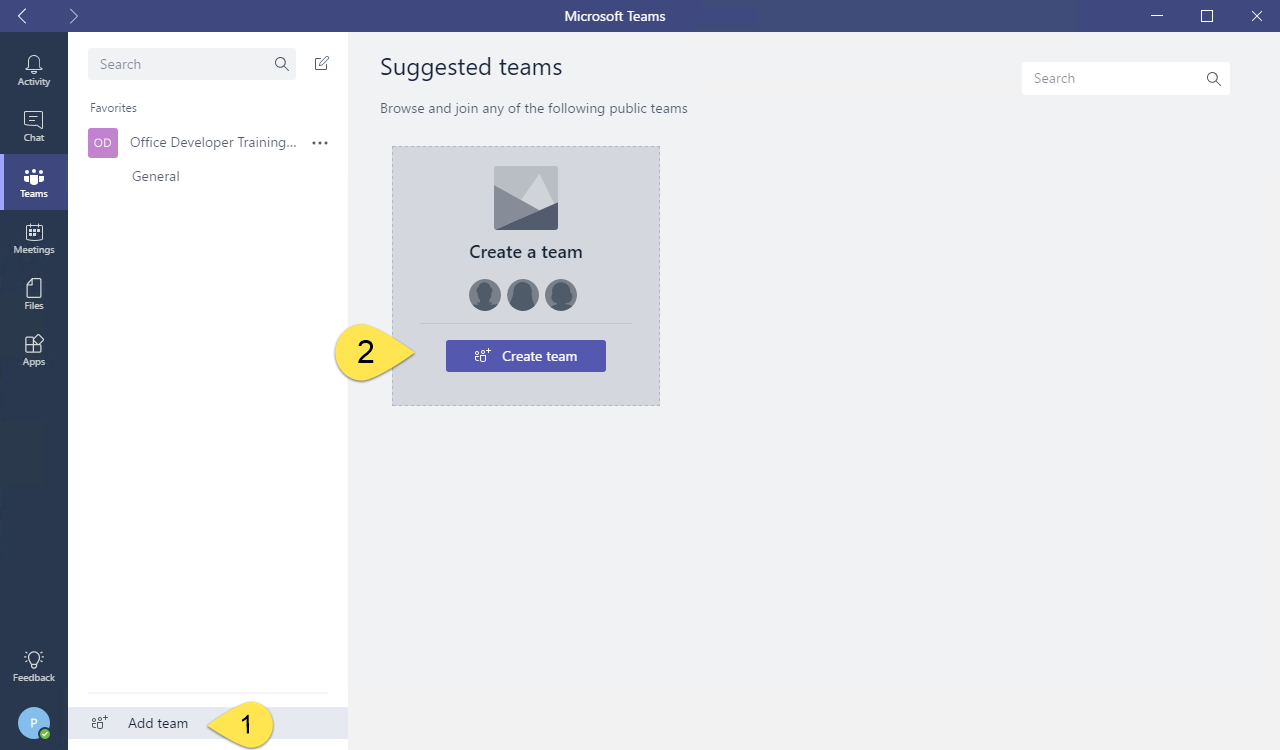 Microsoft Teams
Activity
Chat
Teams
Meetings
Files
Apps
Feedback
P
Search
Favorites
OD Office Developer Training...
General
Add team
1
Suggested teams
Search
Browse and join any of the following public teams
Create a team
2
Create team